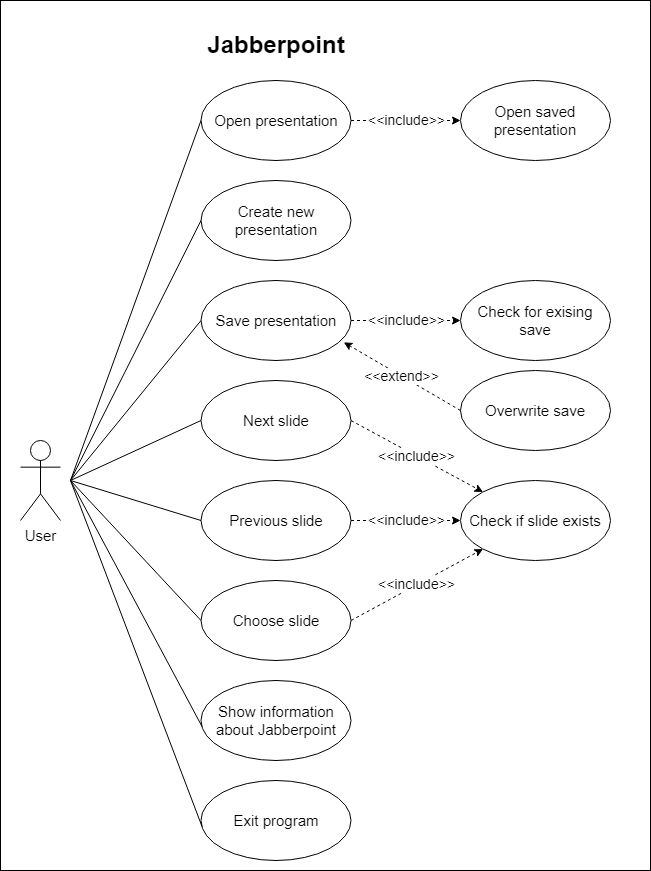 Jabberpoint
Open presentation
<<include>>
Open saved
presentation
Create new
presentation
Save presentation
<<include>>
Check for exising
save
<<extend>>
Overwrite save
Next slide
<<include>>
Previous slide
<<include>>
Check if slide exists
User
<<include>>
Choose slide
Show information
about Jabberpoint
Exit program